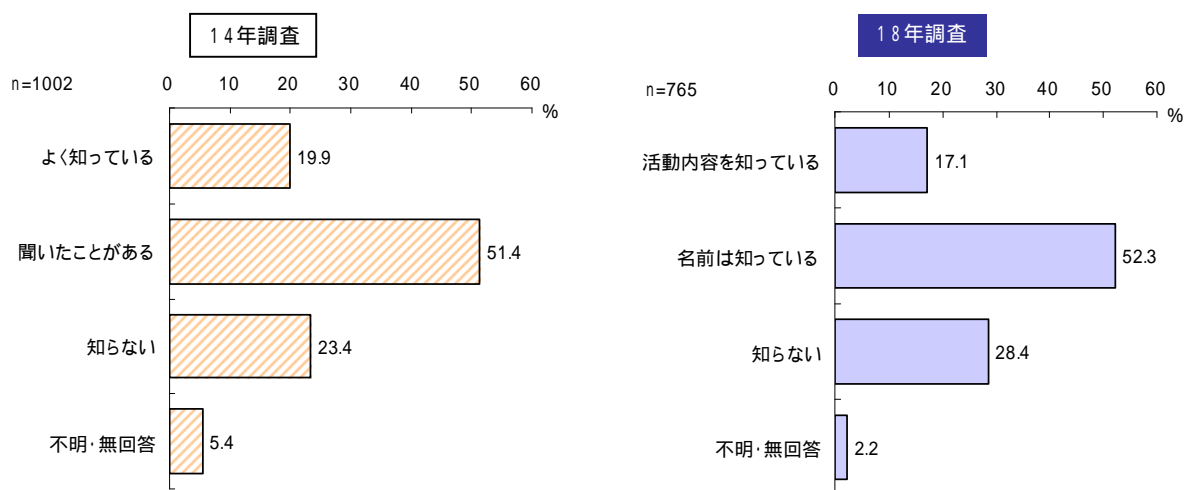 14年調査
n=1002
0 10 20 30 40 50 60
%
よく知っている
19.9
聞いたことがある
51.4
知らない
23.4
不明・無回答
5.4
18年調査
n=765
0 10 20 30 40 50 60
%
活動内容を知っている
17.1
名前は知っている
52.3
知らない
28.4
不明・無回答
2.2